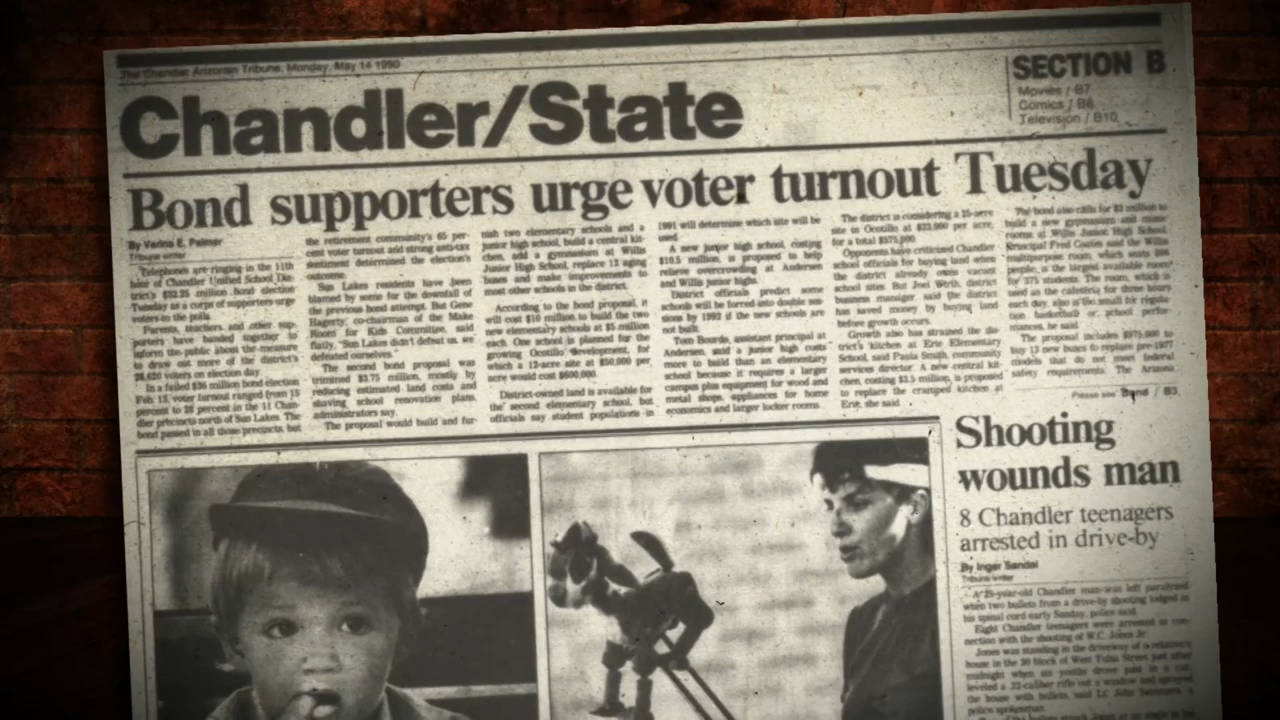 The Chandler Arizonan Tribune, Monday, May 14 1990
Chandler/State
SECTION B
Movies / B7
Comics / B8
Television / B10
Bond supporters urge voter turnout Tuesday
By Verina E. Palmer
Tribune writer
Telephones are ringing in the 11th
hour of Chandler Unified School Dis-
trict's $32.25 million bond election
Tuesday as a corps of supporters urge
voters to the polls.
Parents, teachers and other sup-
porters have banded together to
inform the public about the measure
to draw out more of the district's
voters on election day.
In a failed $36 million bond election
Feb. 13, voter turnout ranged from 15
percent to 28 percent in the 11 Chan-
dler precincts north of Sun Lakes. The
bond passed in all those precincts, but
the retirement community's 65 per-
cent voter turnout and strong anti-tax
sentiment determined the election's
outcome.
Sun Lakes residents have been
blamed by some for the downfall of
the previous bond attempt. But Gene
Hagerty, co-chairman of the Make
Room for Kids Committee, said
flatly, "Sun Lakes didn't defeat us, we
defeated ourselves."
The second bond proposal was
trimmed $3.75 million, mostly by
reducing estimated land costs and
shaving school renovation plans,
administrators say.
The proposal would build and fur-
nish two elementary schools and a
junior high school, build a central kit-
chen, add a gymnasium at Willis
Junior High School, replace 13 aging
buses and make improvements to
most other schools in the district.
According to the bond proposal, it
will cost $10 million to build the two
new elementary schools at $5 million
each. One school is planned for the
growing Ocotillo development, for
which a 12-acre site at $50,000 per
acre would cost $600,000.
District-owned land is available for
the second elementary school, but
officials say student populations in
1991 will determine which site will be
used.
A new junior high school, costing
$10.5 million, is proposed to help
relieve overcrowding at Andersen
and Willis junior highs.
District officials predict some
schools will be forced into double ses-
sions by 1992 if the new schools are
not built.
Tom Bourda, assistant principal at
Andersen, said a junior high costs
more to build than an elementary
school because it requires a larger
campus plus equipment for wood and
metal shops, appliances for home
economics and larger locker rooms.
The district is considering a 25-acre
site on Ocotillo at $23,000 per acre,
for a total $575,000.
Opponents have criticized Chandler
school officials for buying land when
the district already owns vacant
school sites. But Joel Wirth, district
business manager, said the district
has saved money by buying land
before growth occurs.
Growth also has strained the dis-
trict's kitchen at Erie Elementary
School, said Paula Smith, community
services director. A new central kit-
chen, costing $3.5 million, is proposed
to replace the cramped kitchen at
Erie, she said.
The bond also calls for $3 million to
build a new gymnasium and music
rooms at Willis Junior High School.
Principal Fred Coates said the Willis
multipurpose room, which seats
people, is the largest available room
for 375 students. The room, which is
used as the cafeteria for three hours
each day, also is too small for regula-
tion basketball or school perfor-
mances, he said.
The proposal includes $975,000 to
buy 13 new buses to replace pre-1977
models that do not meet federal
safety requirements. The Arizona
Please see Bond / B3
Shooting
wounds man
8 Chandler teenagers
arrested in drive-by
By Inger Sandal
Tribune writer
A 25-year-old Chandler man was left paralyzed
when two bullets from a drive-by shooting lodged in
his spinal cord early Sunday, police said.
Eight Chandler teenagers were arrested in con-
nection with the shooting of W.C. Jones Jr.
Jones was standing in the driveway of a relative's
house in the block of West Tulsa Street just after
midnight when six youths drove past in a car,
leveled a .22-caliber rifle out a window and sprayed
the house with bullets, said Lt. John
police spokesman.